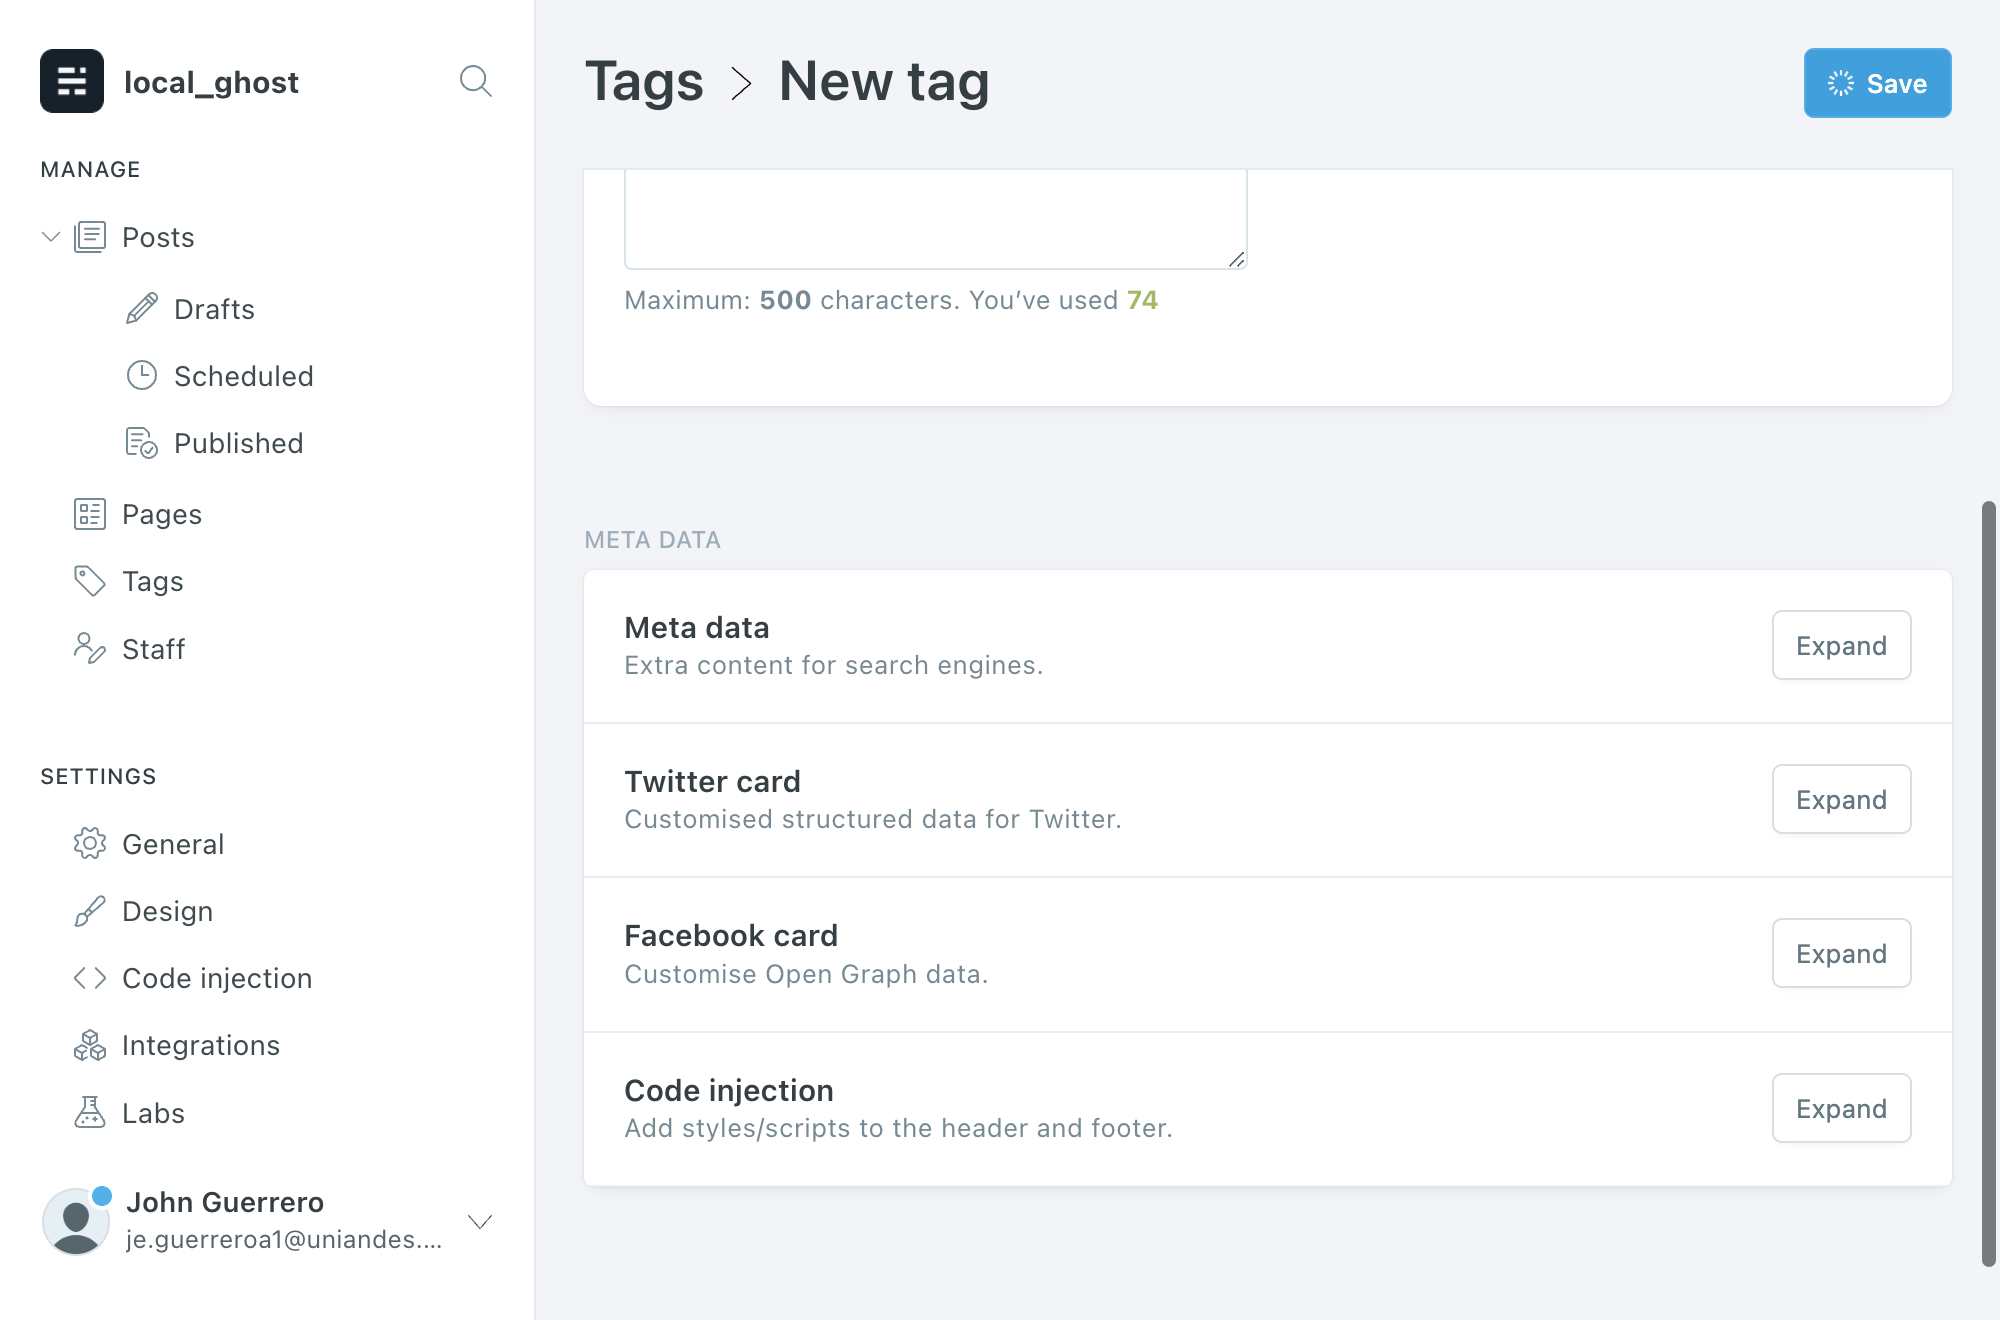 local_ghost
MANAGE
Posts
Drafts
Scheduled
Published
Pages
Tags
Staff
SETTINGS
General
Design
Code injection
Integrations
Labs
John Guerrero
je.guerreroa1@uniandes....
Tags > New tag
Save
Maximum: 500 characters. You’ve used 74
META DATA
Meta data
Extra content for search engines.
Expand
Twitter card
Customised structured data for Twitter.
Expand
Facebook card
Customise Open Graph data.
Expand
Code injection
Add styles/scripts to the header and footer.
Expand